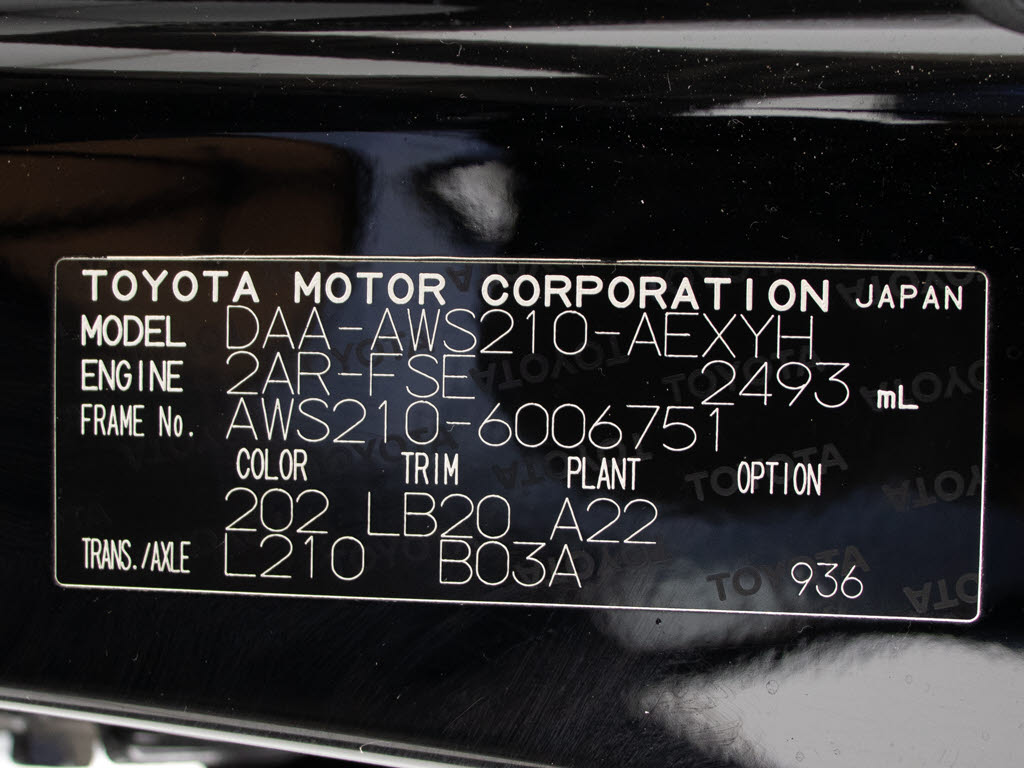 TOYOTA MOTOR CORPORATION JAPAN
MODEL DAA-AWS210-AEXYH
ENGINE 2AR-FSE 2493 mL
FRAME No. AWS210-6006751
COLOR TRIM PLANT OPTION
202 LB20 A22
TRANS./AXLE L210 B03A 936